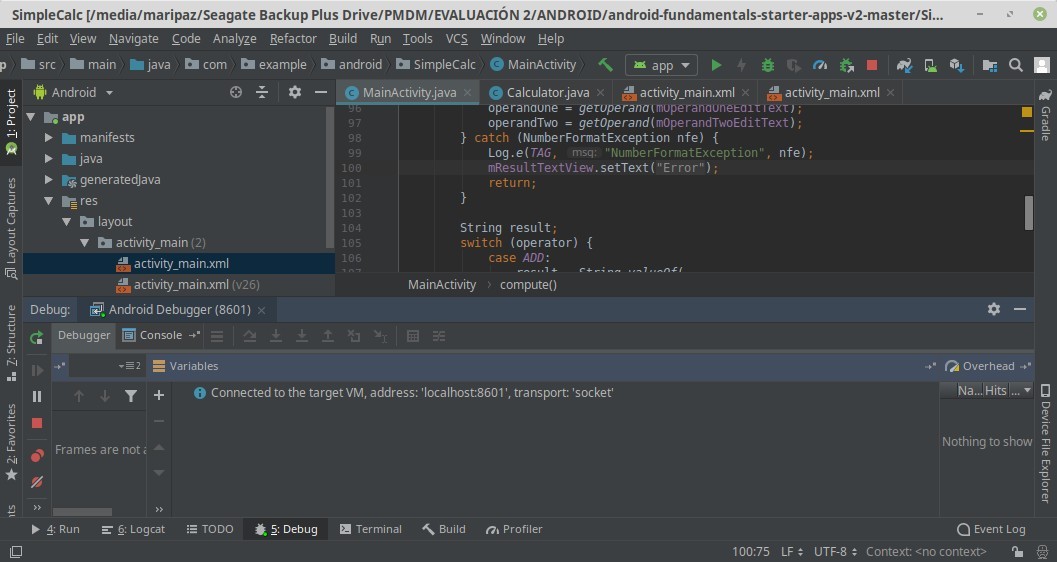 SimpleCalc [/media/maripaz/Seagate Backup Plus Drive/PMDM/EVALUACIÓN 2/ANDROID/android-fundamentals-starter-apps-v2-master/Si...
File Edit View Navigate Code Analyze Refactor Build Run Tools VCS Window Help
p src main java com example android SimpleCalc MainActivity app
1: Project
Android
MainActivity.java Calculator.java activity_main.xml activity_main.xml
Gradle
app
manifests
java
generatedJava
res
layout
activity_main (2)
activity_main.xml
activity_main.xml (v26)
96 operandOne = getOperand(mOperandOneEditText);
97 operandTwo = getOperand(mOperandTwoEditText);
98 } catch (NumberFormatException nfe) {
99 Log.e(TAG, msg: "NumberFormatException", nfe);
100 mResultTextView.setText("Error");
101 return;
102 }
103
104 String result;
105 switch (operator) {
106 case ADD:
107 result = String.valueOf(
MainActivity > compute()
Layout Captures
7: Structure
2: Favorites
Debug: Android Debugger (8601)
Debugger Console
2 Variables Overhead
Connected to the target VM, address: 'localhost:8601', transport: 'socket'
Na... Hits ...
Frames are not a
Nothing to show
Device File Explorer
4: Run 6: Logcat TODO 5: Debug Terminal Build Profiler Event Log
100:75 LF UTF-8 Context: <no context>